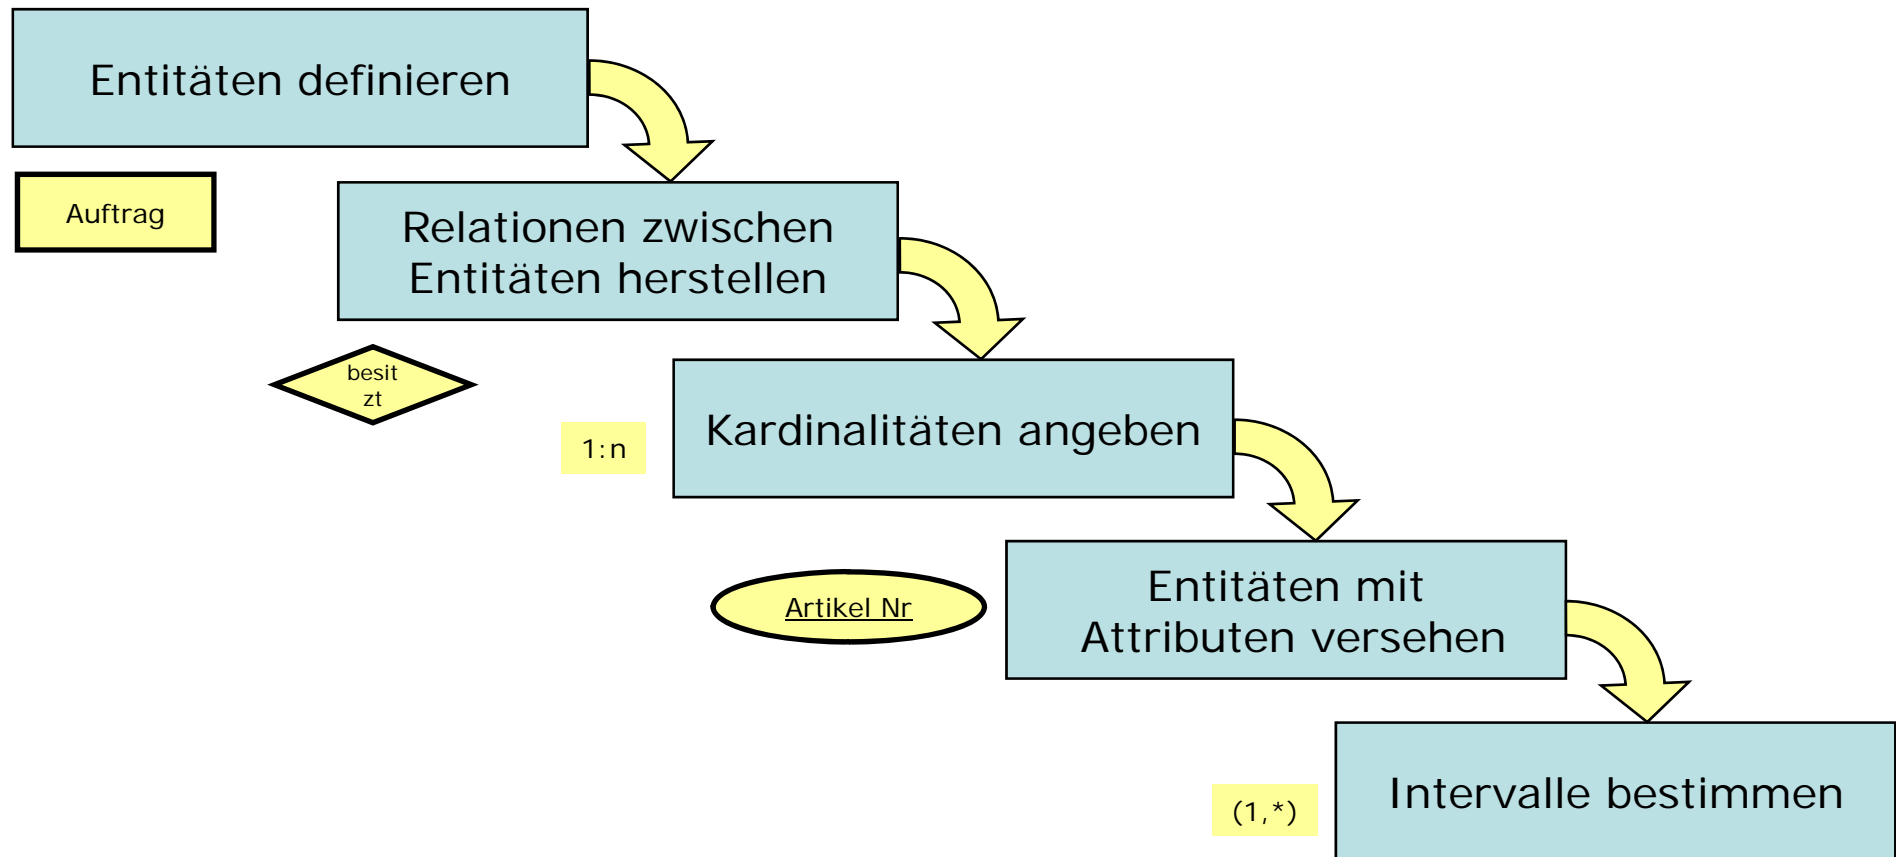 Entitäten definieren
Auftrag
Relationen zwischen
Entitäten herstellen
besit
zt
Kardinalitäten angeben
1:n
Entitäten mit
Attributen versehen
Artikel Nr
Intervalle bestimmen
(1,*)